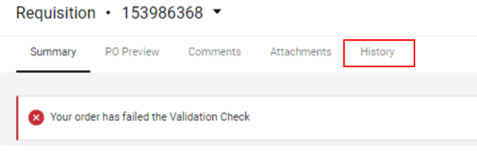 Requisition • 153986368
Summary PO Preview Comments Attachments History
Your order has failed the Validation Check